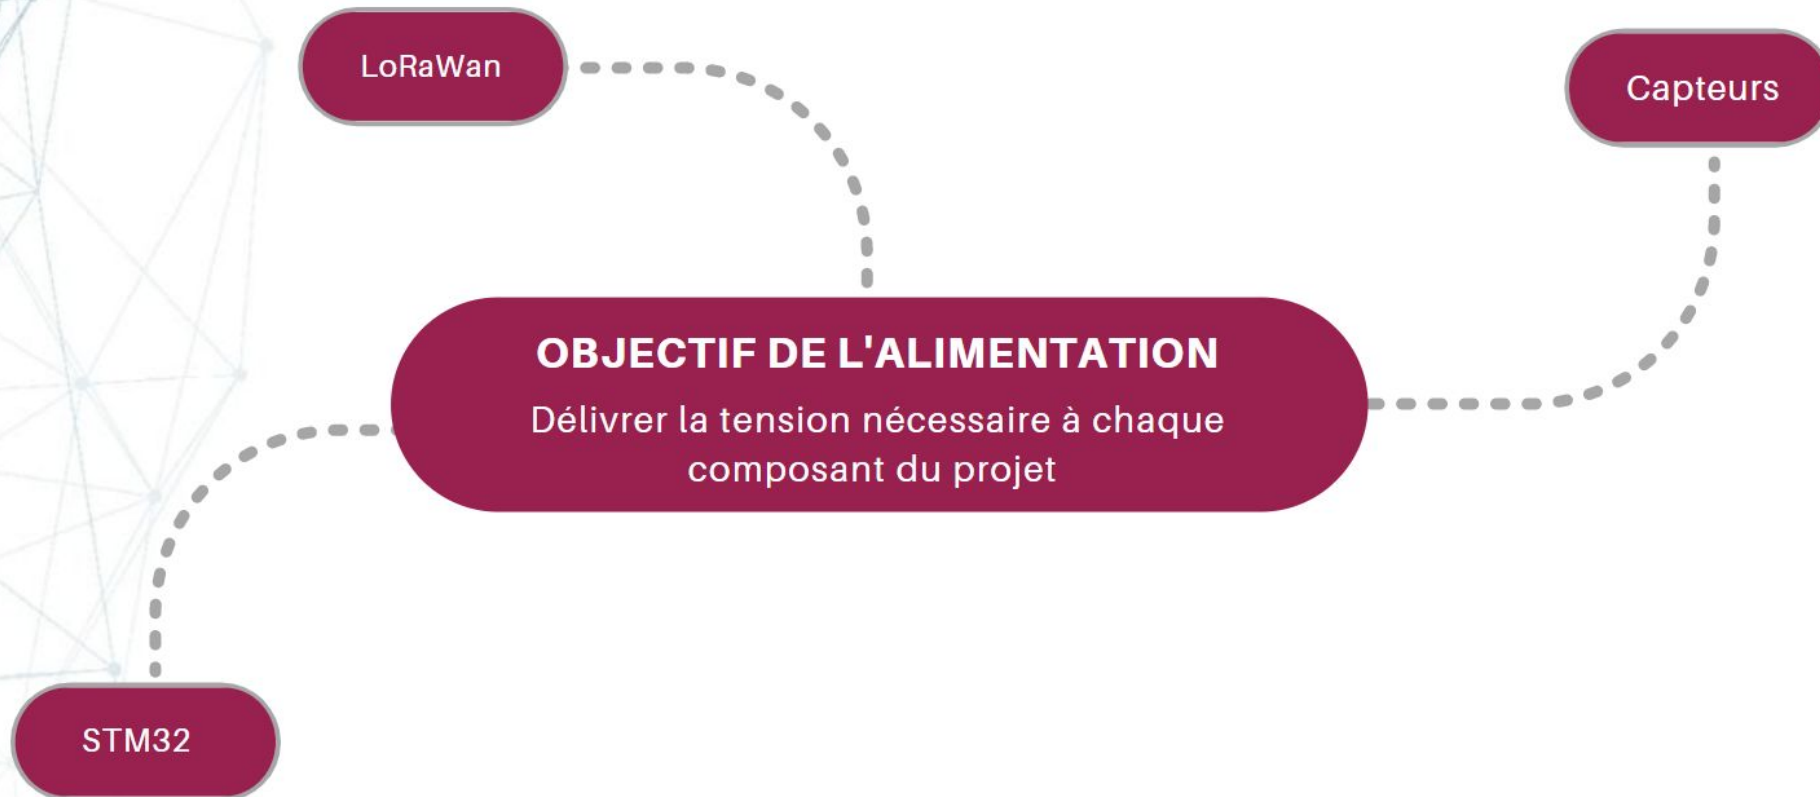 LoRaWan
Capteurs
OBJECTIF DE L'ALIMENTATION
Délivrer la tension nécessaire à chaque
composant du projet
STM32